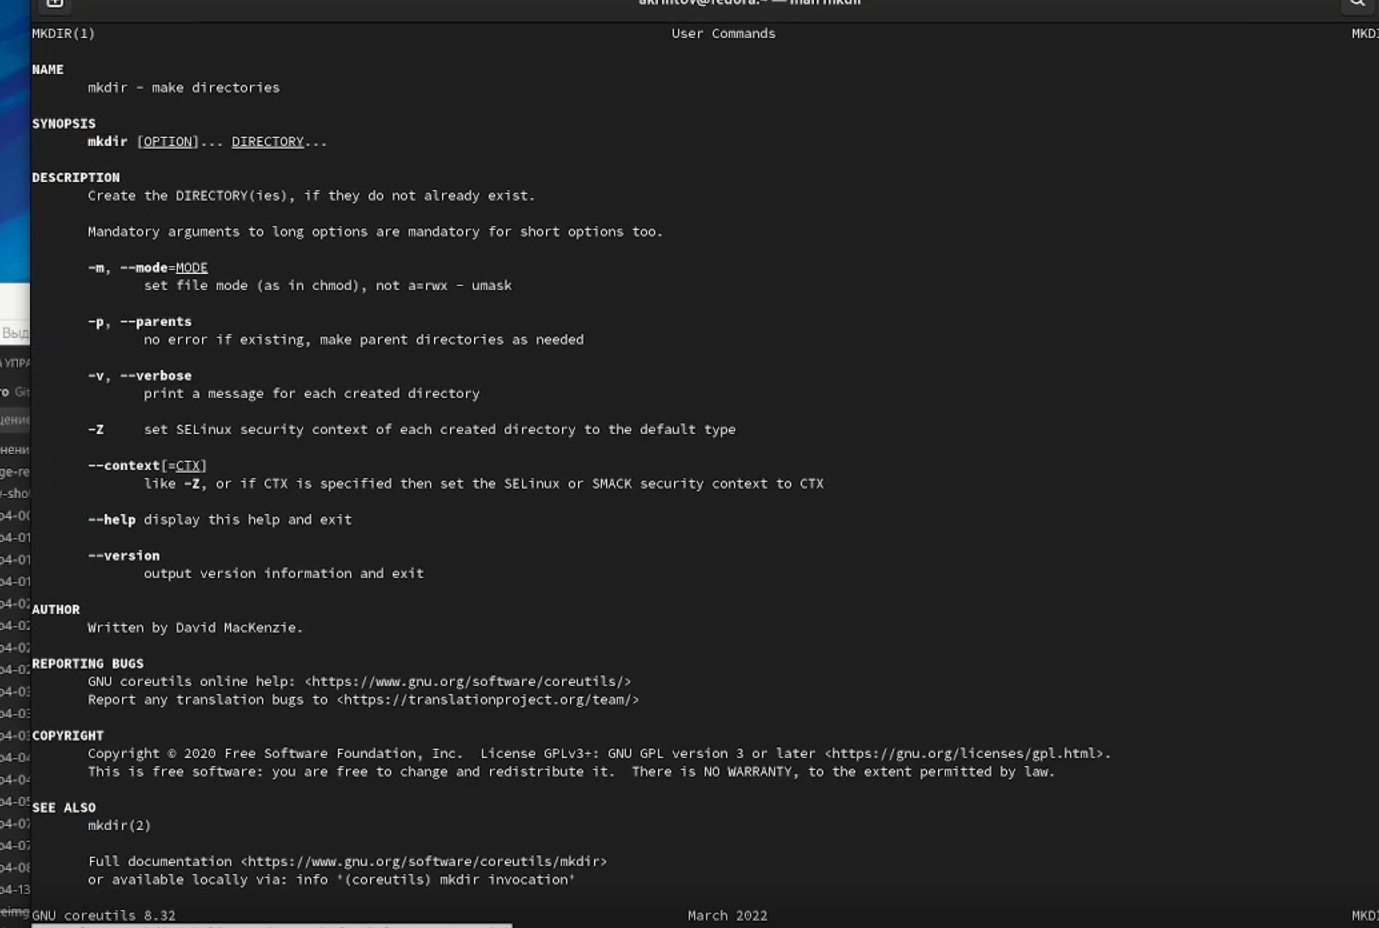 MKDIR(1) User Commands
NAME
mkdir - make directories
SYNOPSIS
mkdir [OPTION]... DIRECTORY...
DESCRIPTION
Create the DIRECTORY(ies), if they do not already exist.
Mandatory arguments to long options are mandatory for short options too.
-m, --mode=MODE
set file mode (as in chmod), not a=rwx - umask
-p, --parents
no error if existing, make parent directories as needed
-v, --verbose
print a message for each created directory
-Z set SELinux security context of each created directory to the default type
--context[=CTX]
like -Z, or if CTX is specified then set the SELinux or SMACK security context to CTX
--help display this help and exit
--version
output version information and exit
AUTHOR
Written by David MacKenzie.
REPORTING BUGS
GNU coreutils online help: <https://www.gnu.org/software/coreutils/>
Report any translation bugs to <https://translationproject.org/team/>
COPYRIGHT
Copyright © 2020 Free Software Foundation, Inc. License GPLv3+: GNU GPL version 3 or later <https://gnu.org/licenses/gpl.html>.
This is free software: you are free to change and redistribute it. There is NO WARRANTY, to the extent permitted by law.
SEE ALSO
mkdir(2)
Full documentation <https://www.gnu.org/software/coreutils/mkdir>
or available locally via: info '(coreutils) mkdir invocation'
GNU coreutils 8.32 March 2022